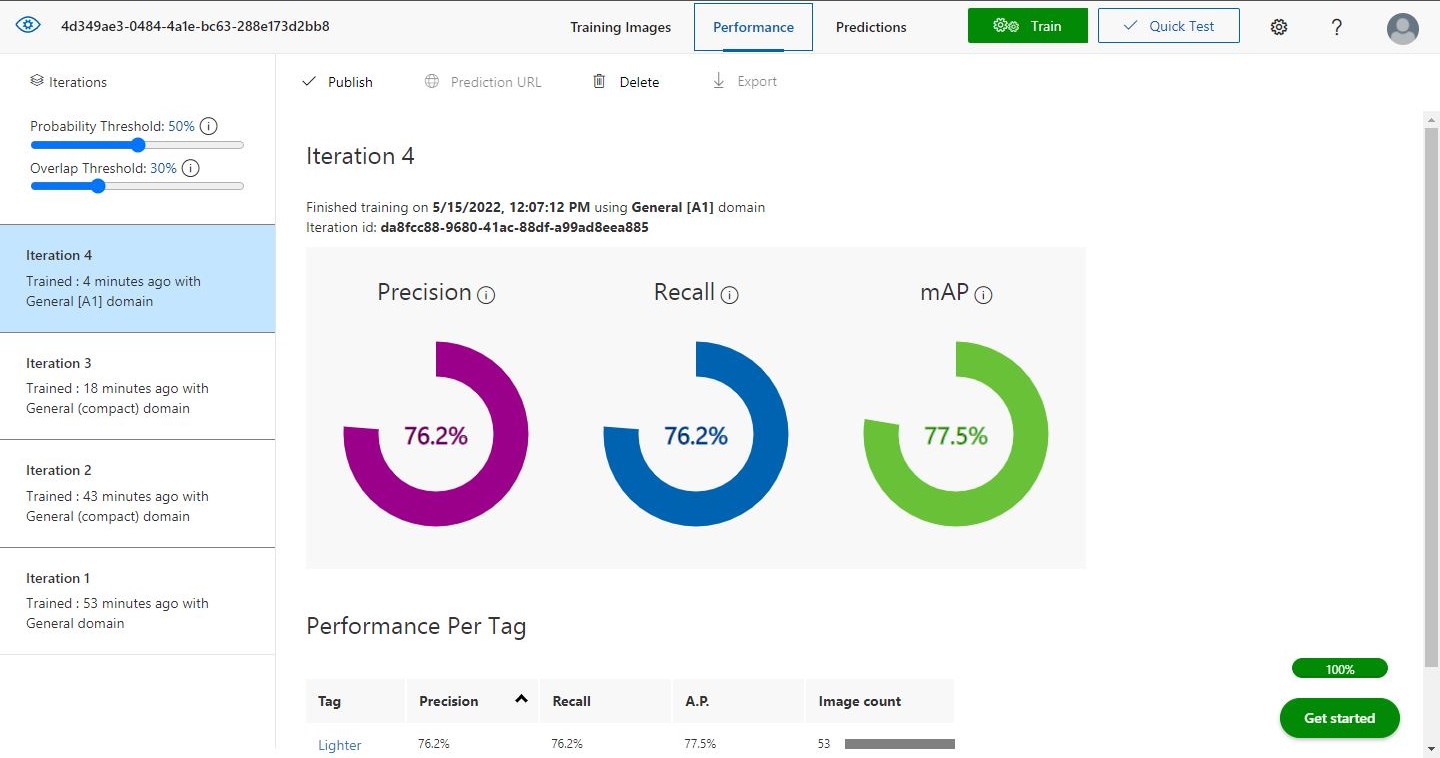 4d349ae3-0484-4a1e-bc63-288e173d2bb8
Training Images
Performance
Predictions
Train
Quick Test
?
Iterations
Probability Threshold: 50%
Overlap Threshold: 30%
Iteration 4
Trained : 4 minutes ago with
General [A1] domain
Iteration 3
Trained : 18 minutes ago with
General (compact) domain
Iteration 2
Trained : 43 minutes ago with
General (compact) domain
Iteration 1
Trained : 53 minutes ago with
General domain
Publish
Prediction URL
Delete
Export
Iteration 4
Finished training on 5/15/2022, 12:07:12 PM using General [A1] domain
Iteration id: da8fcc88-9680-41ac-88df-a99ad8eea885
Precision
Recall
mAP
76.2%
76.2%
77.5%
Performance Per Tag
Tag Precision Recall A.P. Image count
Lighter 76.2% 76.2% 77.5% 53
100%
Get started